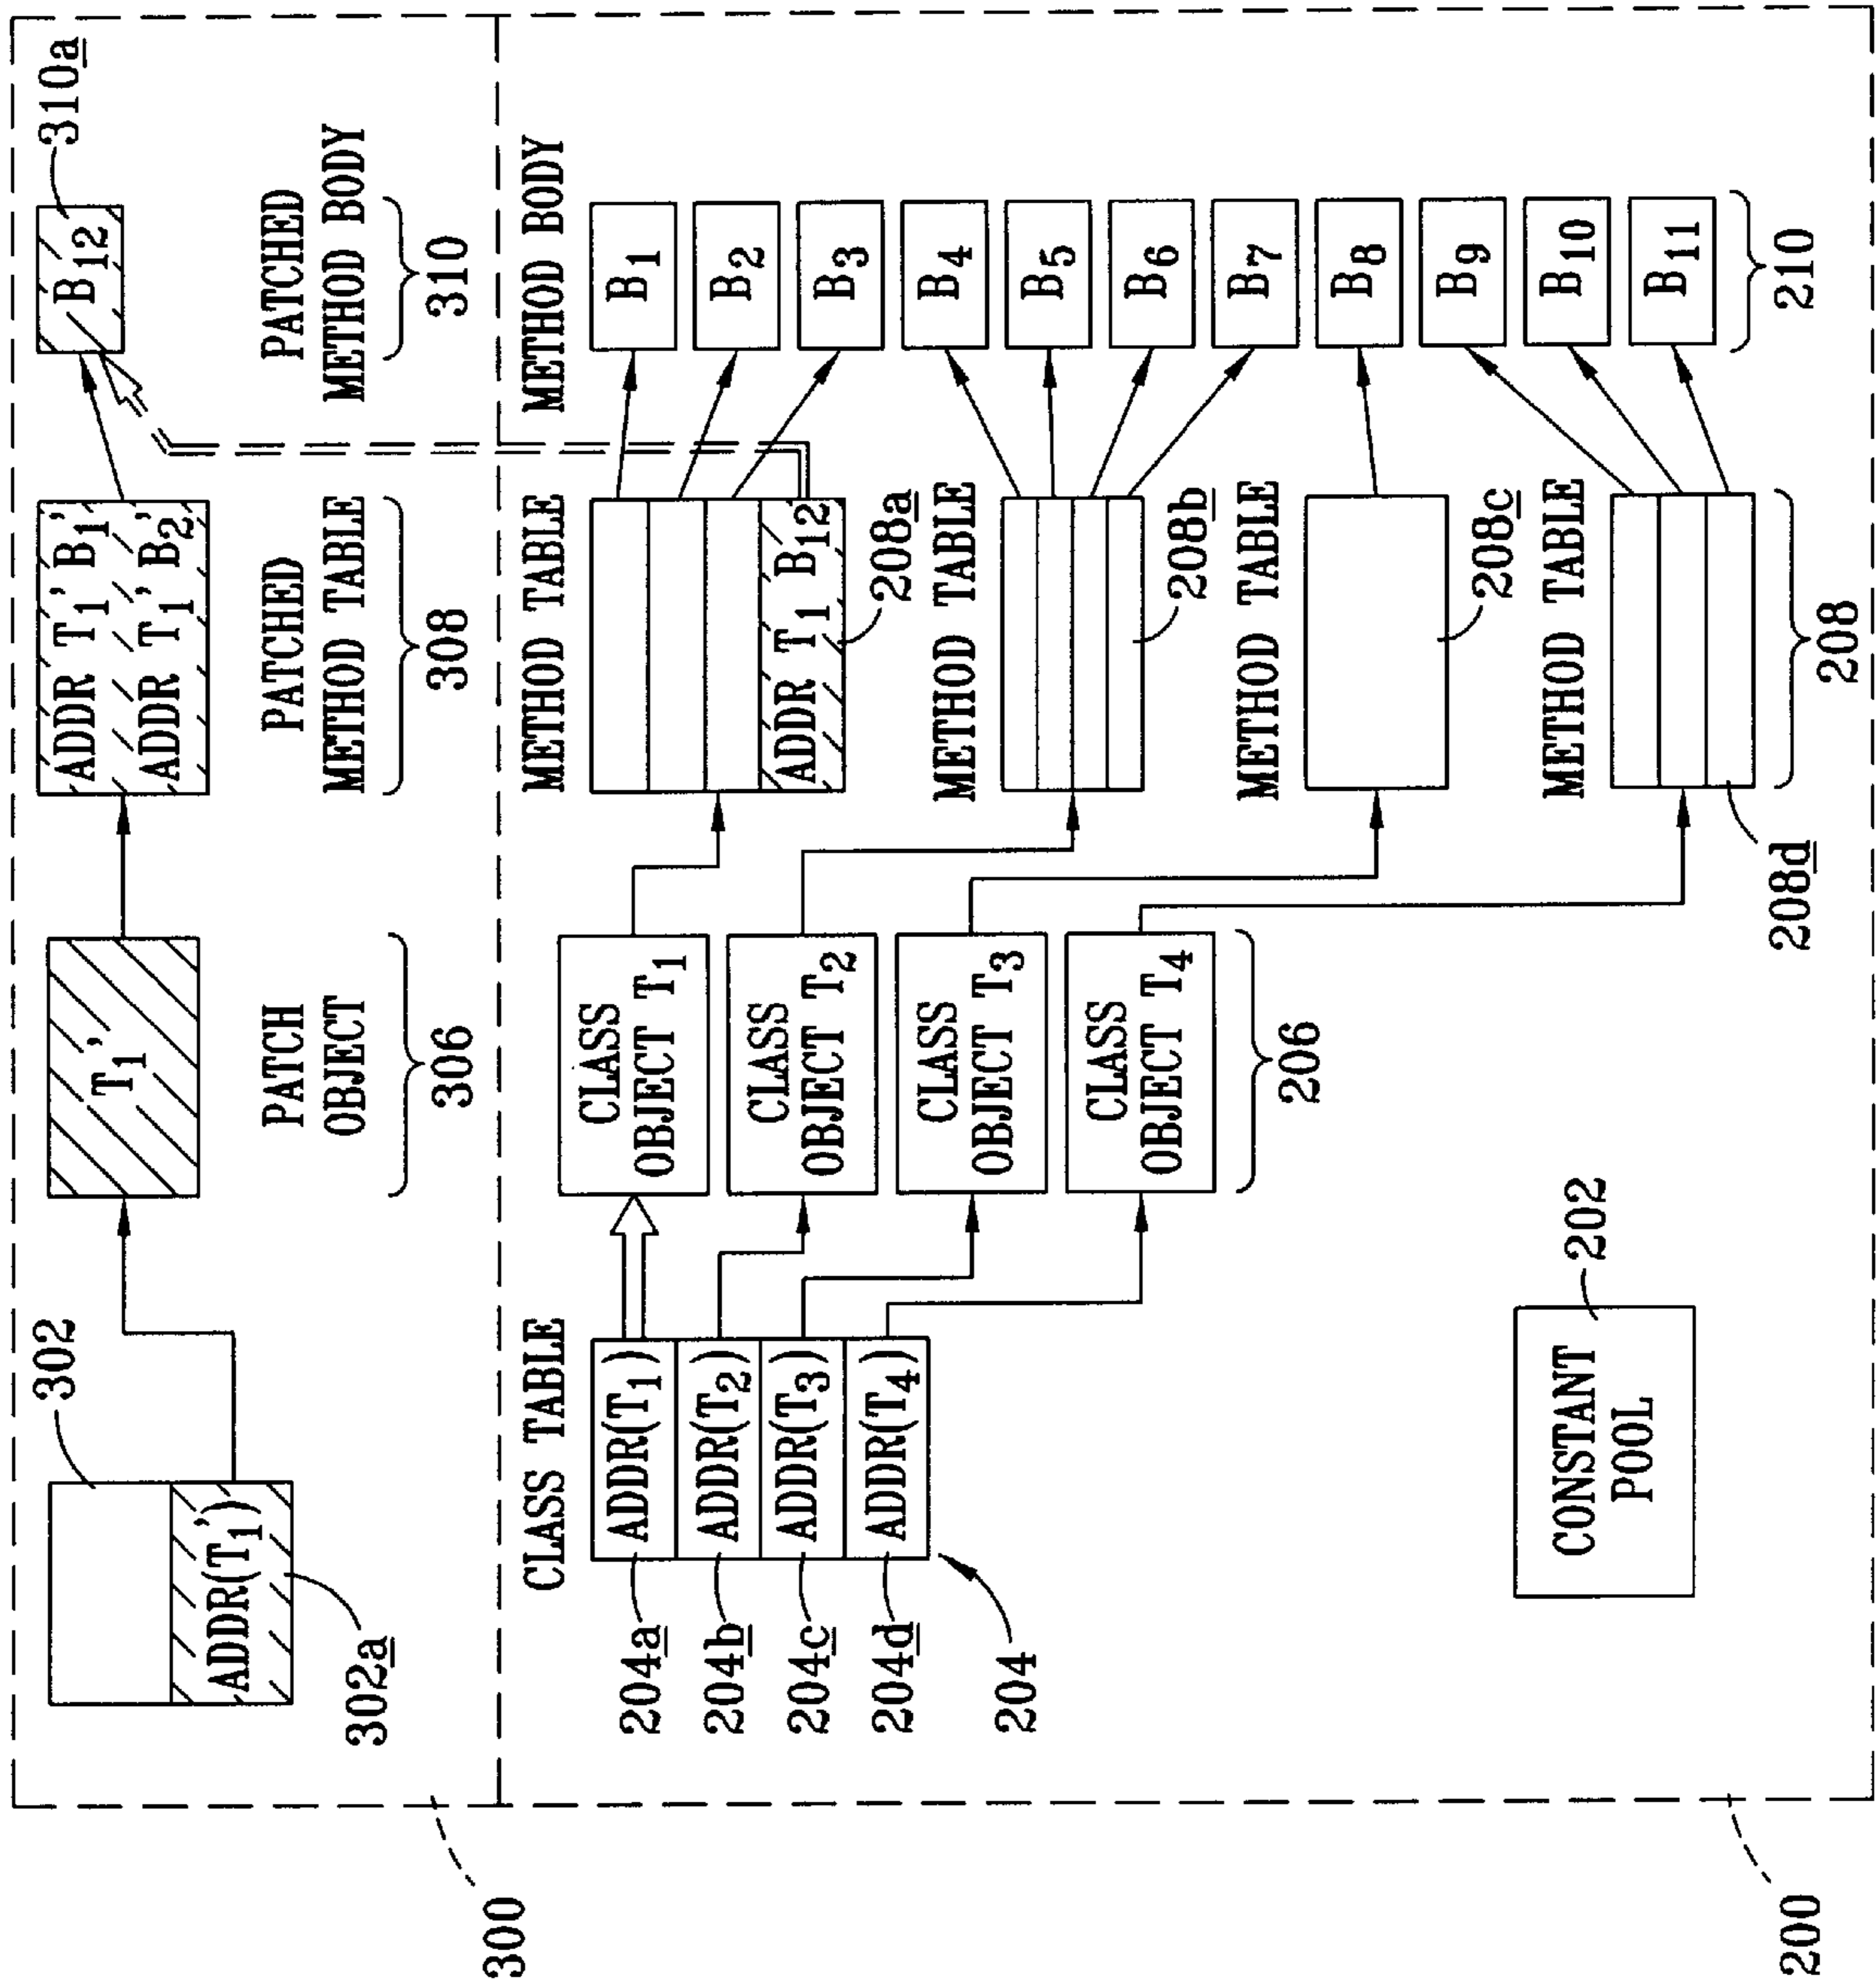 302
ADDR(T1')
302a
T1'
PATCH
OBJECT
306
ADDR T1' B1'
ADDR T1' B2'
PATCHED
METHOD TABLE
308
B12
310a
PATCHED
METHOD BODY
310
300
CLASS TABLE
ADDR(T1)
ADDR(T2)
ADDR(T3)
ADDR(T4)
204a
204b
204c
204d
204
CLASS
OBJECT T1
CLASS
OBJECT T2
CLASS
OBJECT T3
CLASS
OBJECT T4
206
METHOD TABLE
ADDR T1 B12
208a
METHOD TABLE
208b
METHOD TABLE
208c
METHOD TABLE
208d
208
METHOD BODY
B1
B2
B3
B4
B5
B6
B7
B8
B9
B10
B11
210
CONSTANT
POOL
202
200